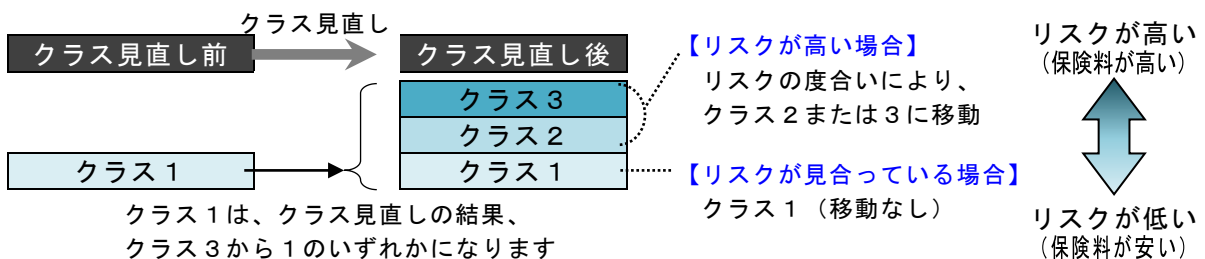 クラス見直し
クラス見直し前
クラス見直し後
クラス３
クラス２
クラス１
クラス１
クラス１は、クラス見直しの結果、
クラス３から１のいずれかになります
【リスクが高い場合】
リスクの度合いにより、
クラス２または３に移動
【リスクが見合っている場合】
クラス１（移動なし）
リスクが高い
（保険料が高い）
リスクが低い
（保険料が安い）